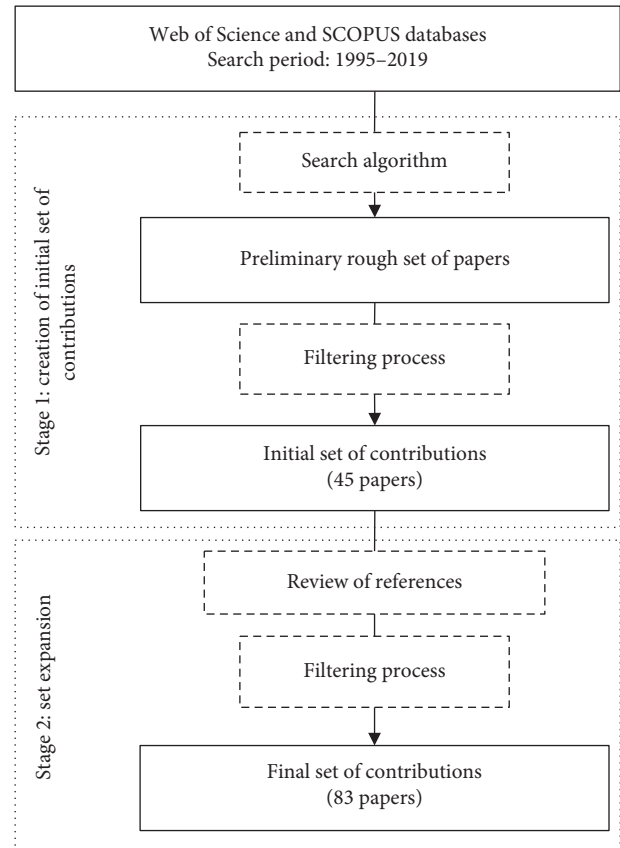 Web of Science and SCOPUS databases
Search period: 1995–2019
Stage 1: creation of initial set of
contributions
Search algorithm
Preliminary rough set of papers
Filtering process
Initial set of contributions
(45 papers)
Stage 2: set expansion
Review of references
Filtering process
Final set of contributions
(83 papers)